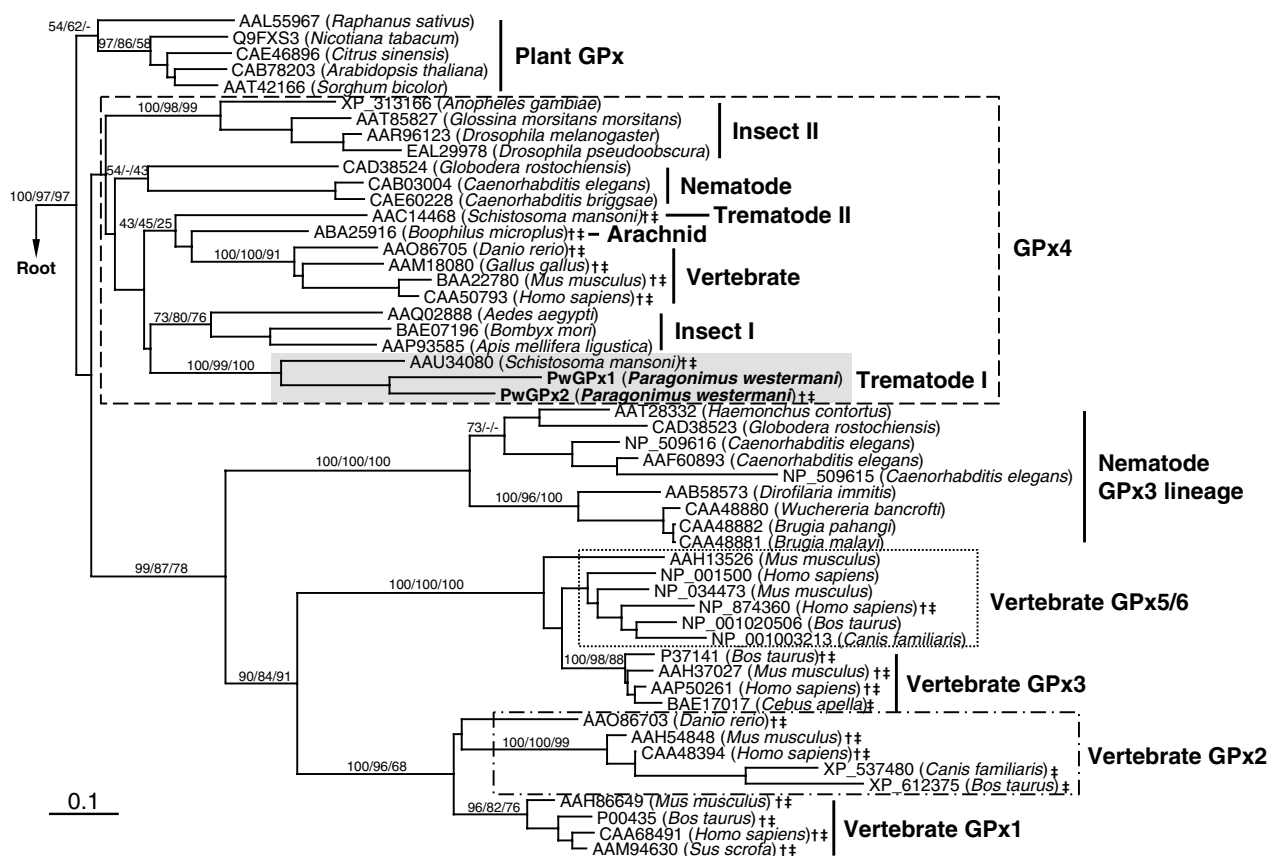 54/62/-
AAL55967 (Raphanus sativus)
97/86/58
Q9FXS3 (Nicotiana tabacum)
CAE46896 (Citrus sinensis)
CAB78203 (Arabidopsis thaliana)
AAT42166 (Sorghum bicolor)
Plant GPx
100/98/99
XP_313166 (Anopheles gambiae)
AAT85827 (Glossina morsitans morsitans)
AAR96123 (Drosophila melanogaster)
EAL29978 (Drosophila pseudoobscura)
Insect II
54/-/43
CAD38524 (Globodera rostochiensis)
CAB03004 (Caenorhabditis elegans)
CAE60228 (Caenorhabditis briggsae)
Nematode
100/97/97
Root
43/45/25
AAC14468 (Schistosoma mansoni)†‡
Trematode II
ABA25916 (Boophilus microplus)†‡
Arachnid
100/100/91
AAO86705 (Danio rerio)†‡
AAM18080 (Gallus gallus)†‡
BAA22780 (Mus musculus)†‡
CAA50793 (Homo sapiens)†‡
Vertebrate
GPx4
73/80/76
AAQ02888 (Aedes aegypti)
BAE07196 (Bombyx mori)
AAP93585 (Apis mellifera ligustica)
Insect I
100/99/100
AAU34080 (Schistosoma mansoni)†‡
PwGPx1 (Paragonimus westermani)
PwGPx2 (Paragonimus westermani)†‡
Trematode I
73/-/-
AAT28332 (Haemonchus contortus)
CAD38523 (Globodera rostochiensis)
NP_509616 (Caenorhabditis elegans)
AAF60893 (Caenorhabditis elegans)
NP_509615 (Caenorhabditis elegans)
100/100/100
100/96/100
AAB58573 (Dirofilaria immitis)
CAA48880 (Wuchereria bancrofti)
CAA48882 (Brugia pahangi)
CAA48881 (Brugia malayi)
Nematode
GPx3 lineage
99/87/78
100/100/100
AAH13526 (Mus musculus)
NP_001500 (Homo sapiens)
NP_034473 (Mus musculus)
NP_874360 (Homo sapiens)†‡
NP_001020506 (Bos taurus)
NP_001003213 (Canis familiaris)
Vertebrate GPx5/6
100/98/88
P37141 (Bos taurus)†‡
AAH37027 (Mus musculus)†‡
AAP50261 (Homo sapiens)†‡
BAE17017 (Cebus apella)‡
Vertebrate GPx3
90/84/91
AAO86703 (Danio rerio)†‡
100/100/99
AAH54848 (Mus musculus)†‡
CAA48394 (Homo sapiens)†‡
XP_537480 (Canis familiaris)‡
XP_612375 (Bos taurus)‡
Vertebrate GPx2
100/96/68
96/82/76
AAH86649 (Mus musculus)†‡
P00435 (Bos taurus)†‡
CAA68491 (Homo sapiens)†‡
AAM94630 (Sus scrofa)†‡
Vertebrate GPx1
0.1